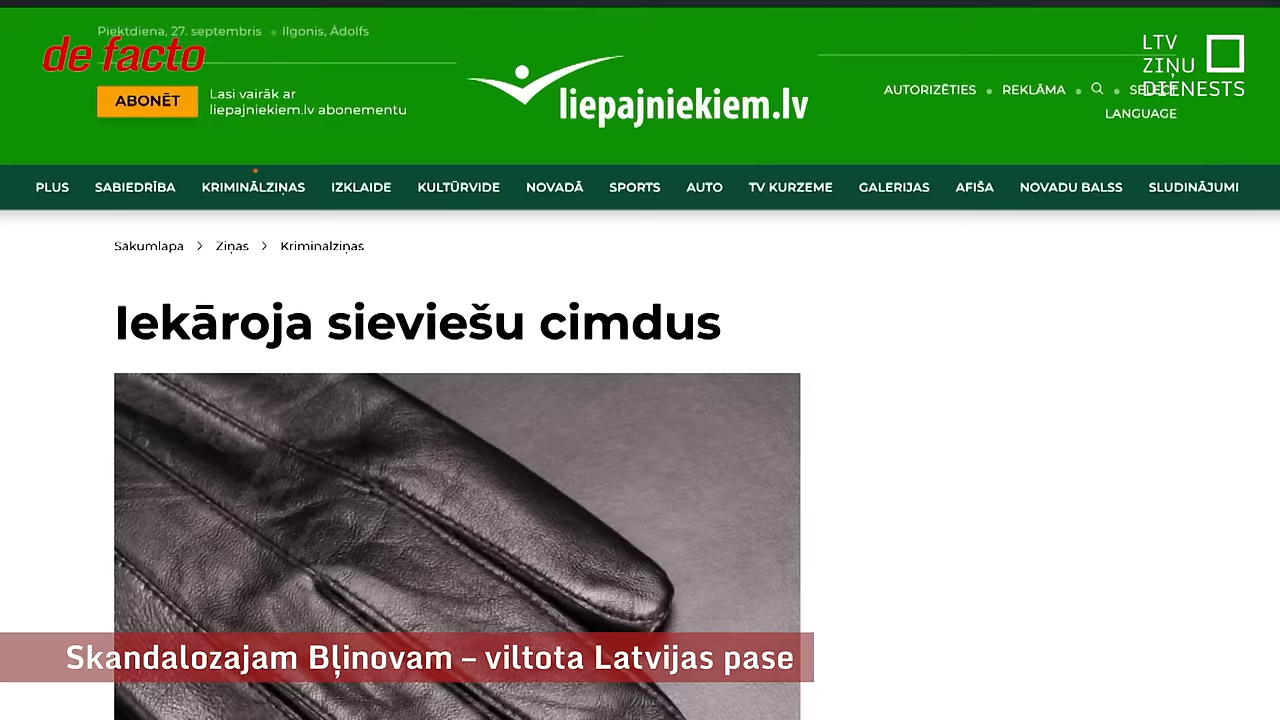 Piektdiena, 27. septembris
Ilgonis, Ādolfs
de facto
ABONĒT
Lasi vairāk ar
liepajniekiem.lv abonementu
liepajniekiem.lv
AUTORIZĒTIES
REKLĀMA
SELECT
LANGUAGE
LTV
ZIŅU
DIENESTS
PLUS SABIEDRĪBA KRIMINĀLZIŅAS IZKLAIDE KULTŪRVIDE NOVADĀ SPORTS AUTO TV KURZEME GALERIJAS AFIŠA NOVADU BALSS SLUDINĀJUMI
Sākumlapa > Ziņas > Kriminālziņas
Iekāroja sieviešu cimdus
Skandalozajam Bļinovam – viltota Latvijas pase